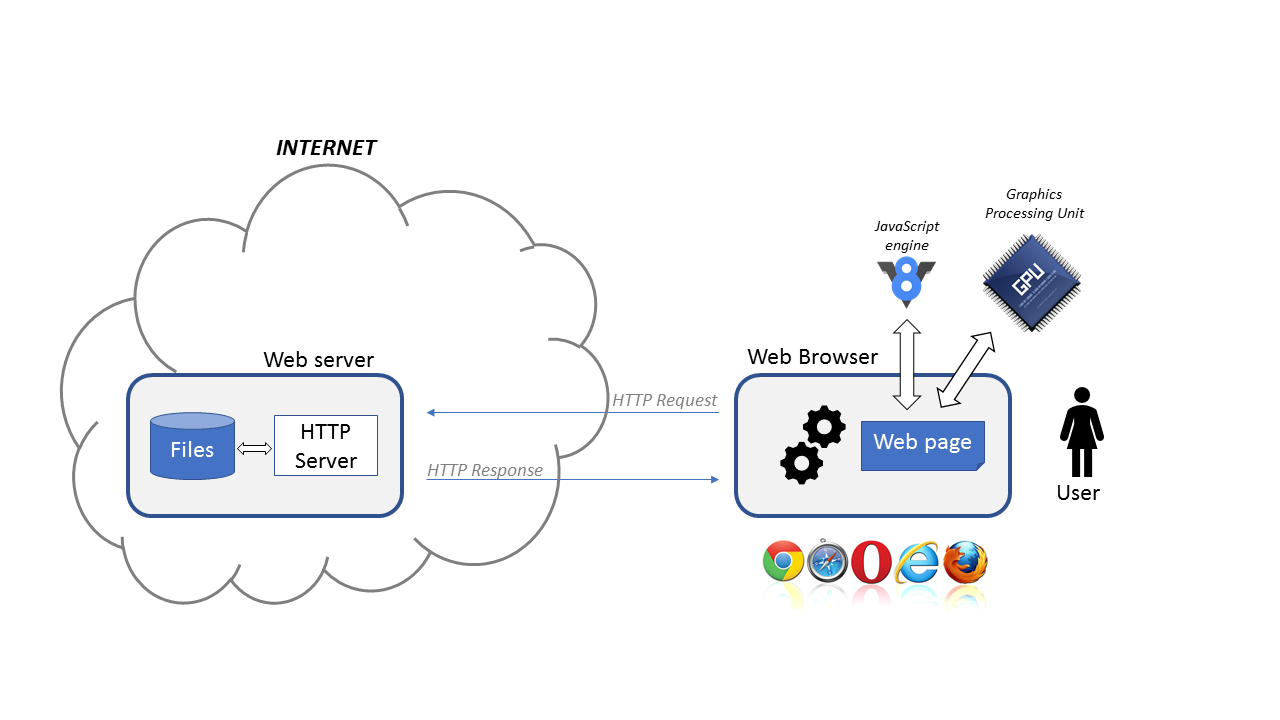 INTERNET
Graphics
Processing Unit
JavaScript
engine
8
GPU
Web server
Web Browser
HTTP Request
Files
HTTP
Server
Web page
HTTP Response
User